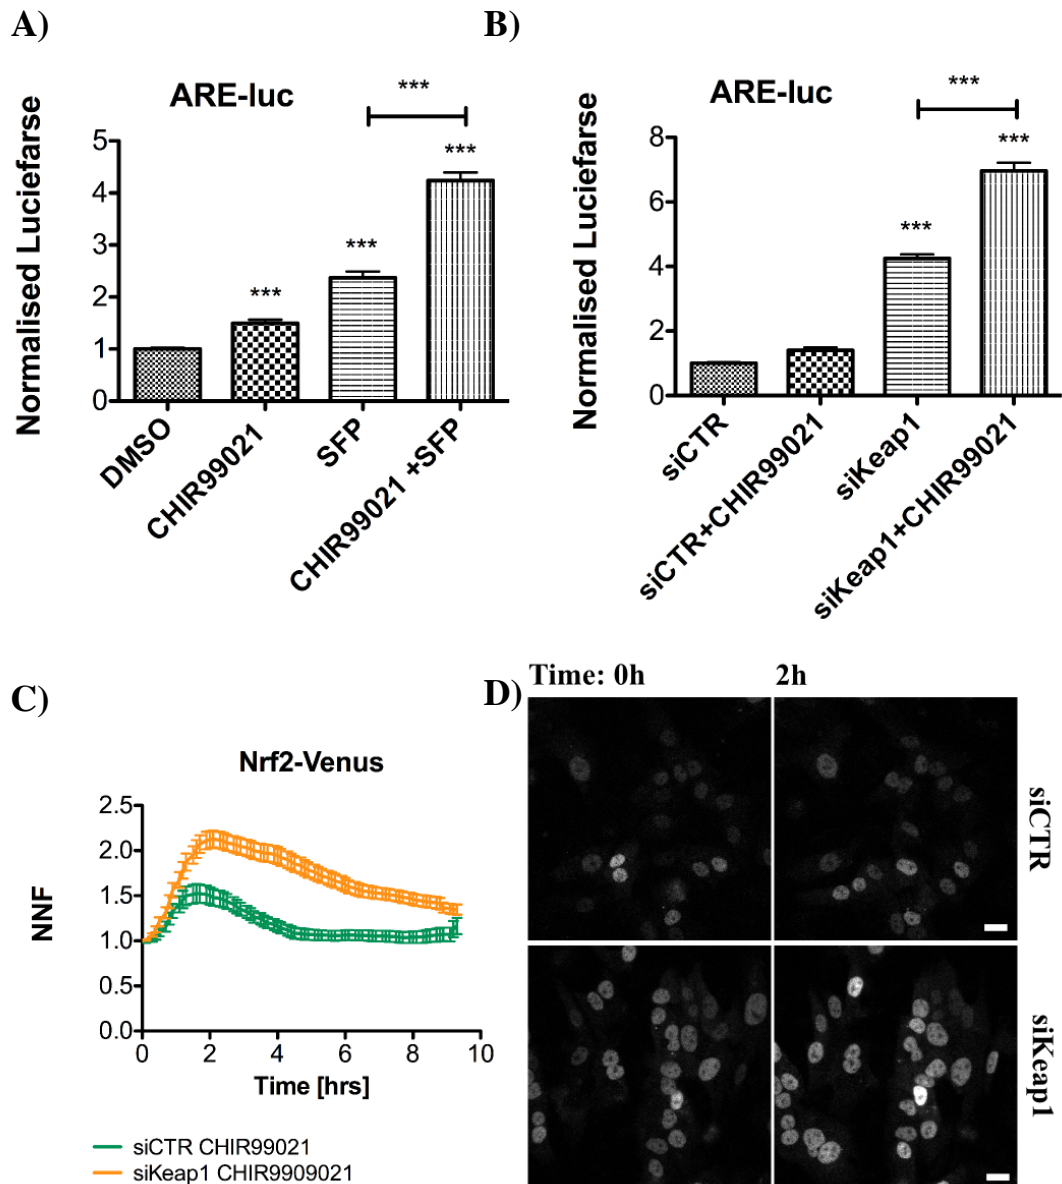 A)
ARE-luc
***
Normalised Luciefarse
5
4
3
2
1
0
***
***
***
DMSO
CHIR99021
SFP
CHIR99021 +SFP
B)
ARE-luc
***
Normalised Luciefarse
8
6
4
2
0
***
***
siCTR
siCTR+CHIR99021
siKeap1
siKeap1+CHIR99021
C)
Nrf2-Venus
NNF
2.5
2.0
1.5
1.0
0.5
0.0
0 2 4 6 8 10
Time [hrs]
siCTR CHIR99021
siKeap1 CHIR9909021
D)
Time: 0h 2h
siCTR
siKeap1